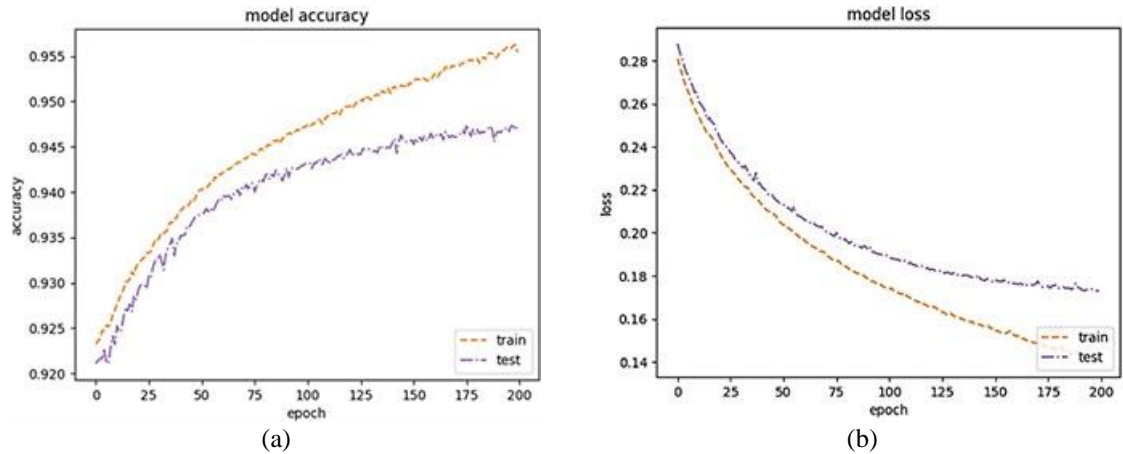 model accuracy
0.955
0.950
0.945
0.940
0.935
0.930
0.925
0.920
accuracy
0 25 50 75 100 125 150 175 200
epoch
train
test
(a)
model loss
0.28
0.26
0.24
0.22
0.20
0.18
0.16
0.14
loss
0 25 50 75 100 125 150 175 200
epoch
train
test
(b)